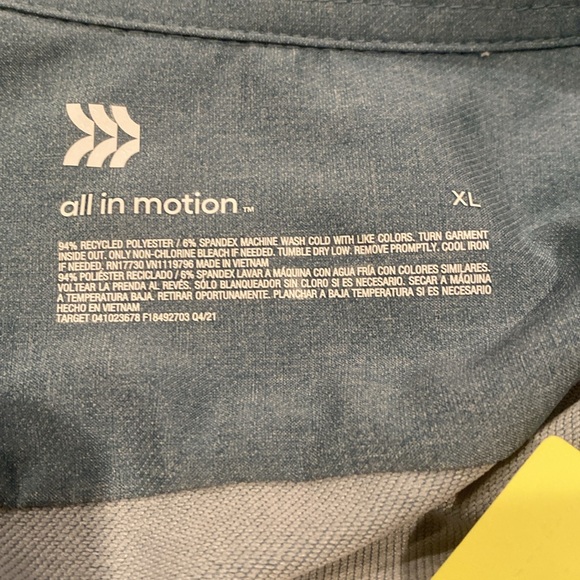 all in motion™
XL
94% RECYCLED POLYESTER / 6% SPANDEX MACHINE WASH COLD WITH LIKE COLORS. TURN GARMENT
INSIDE OUT. ONLY NON-CHLORINE BLEACH IF NEEDED. TUMBLE DRY LOW. REMOVE PROMPTLY. COOL IRON
IF NEEDED. RN17730 VN1119796 MADE IN VIETNAM
94% POLIÉSTER RECICLADO / 6% SPANDEX LAVAR A MÁQUINA CON AGUA FRÍA CON COLORES SIMILARES.
VOLTEAR LA PRENDA AL REVÉS. SÓLO BLANQUEADOR SIN CLORO SI ES NECESARIO. SECAR A MÁQUINA
A TEMPERATURA BAJA. RETIRAR OPORTUNAMENTE. PLANCHAR A BAJA TEMPERATURA SI ES NECESARIO
HECHO EN VIETNAM
TARGET 041023678 F18492703 Q4/21